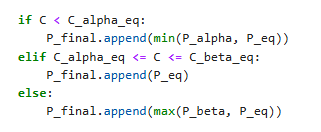 if C < C_alpha_eq:
    P_final.append(min(P_alpha, P_eq))
elif C_alpha_eq <= C <= C_beta_eq:
    P_final.append(P_eq)
else:
    P_final.append(max(P_beta, P_eq))